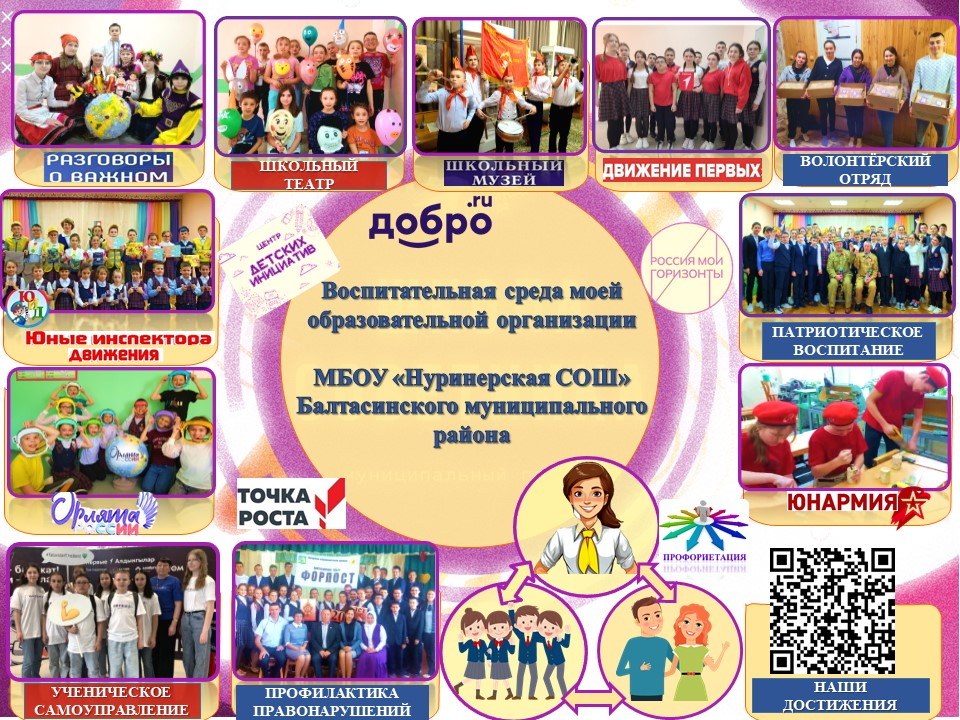 РАЗГОВОРЫ
О ВАЖНОМ
ШКОЛЬНЫЙ
ТЕАТР
ШКОЛЬНЫЙ
МУЗЕЙ
ДВИЖЕНИЕ ПЕРВЫХ
ВОЛОНТЁРСКИЙ
ОТРЯД
добро.ru
ЦЕНТР
ДЕТСКИХ
ИНИЦИАТИВ
РОССИЯ МОИ
ГОРИЗОНТЫ
Воспитательная среда моей
образовательной организации
МБОУ «Нуринерская СОШ»
Балтасинского муниципального
района
ЮИД
Юные инспектора
движения
ПАТРИОТИЧЕСКОЕ
ВОСПИТАНИЕ
Орлята
России
Орлята
РОССИИ
ТОЧКА
РОСТА
ЮНАРМИЯ
ПРОФОРИЕТАЦИЯ
ФОРПОСТ
УЧЕНИЧЕСКОЕ
САМОУПРАВЛЕНИЕ
ПРОФИЛАКТИКА
ПРАВОНАРУШЕНИЙ
НАШИ
ДОСТИЖЕНИЯ